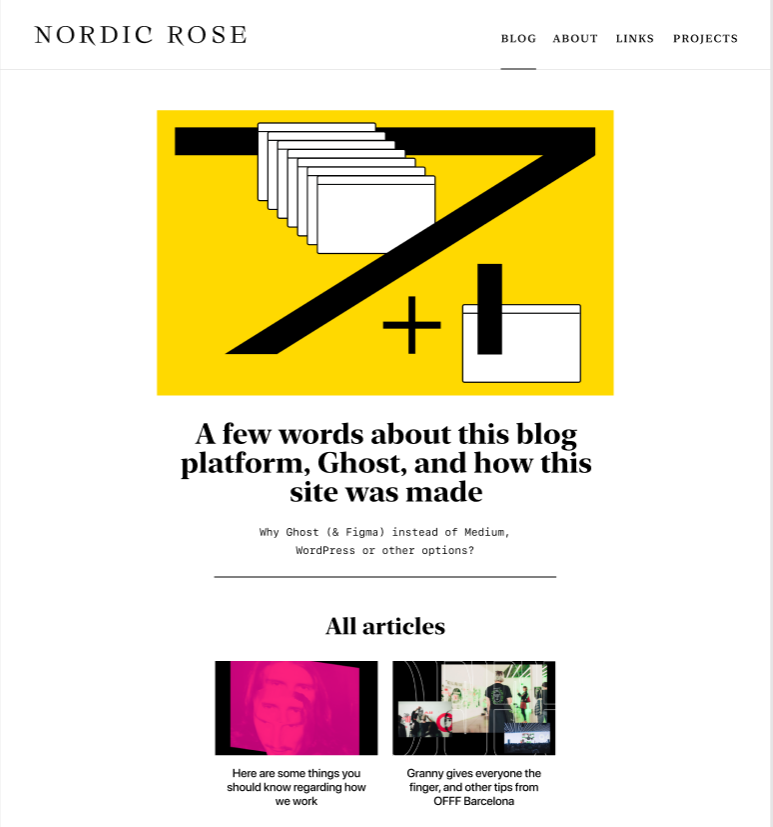 NORDIC ROSE
BLOG ABOUT LINKS PROJECTS
A few words about this blog
platform, Ghost, and how this
site was made
Why Ghost (& Figma) instead of Medium,
WordPress or other options?
All articles
Here are some things you
should know regarding how
we work
Granny gives everyone the
finger, and other tips from
OFFF Barcelona